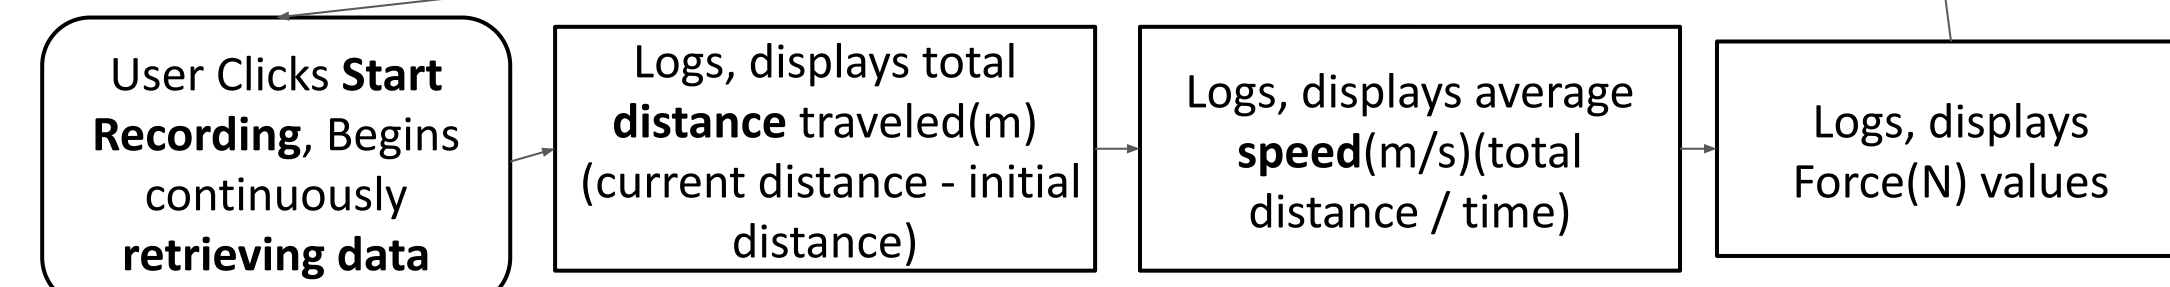 User Clicks Start
Recording, Begins
continuously
retrieving data
Logs, displays total
distance traveled(m)
(current distance - initial
distance)
Logs, displays average
speed(m/s)(total
distance / time)
Logs, displays
Force(N) values